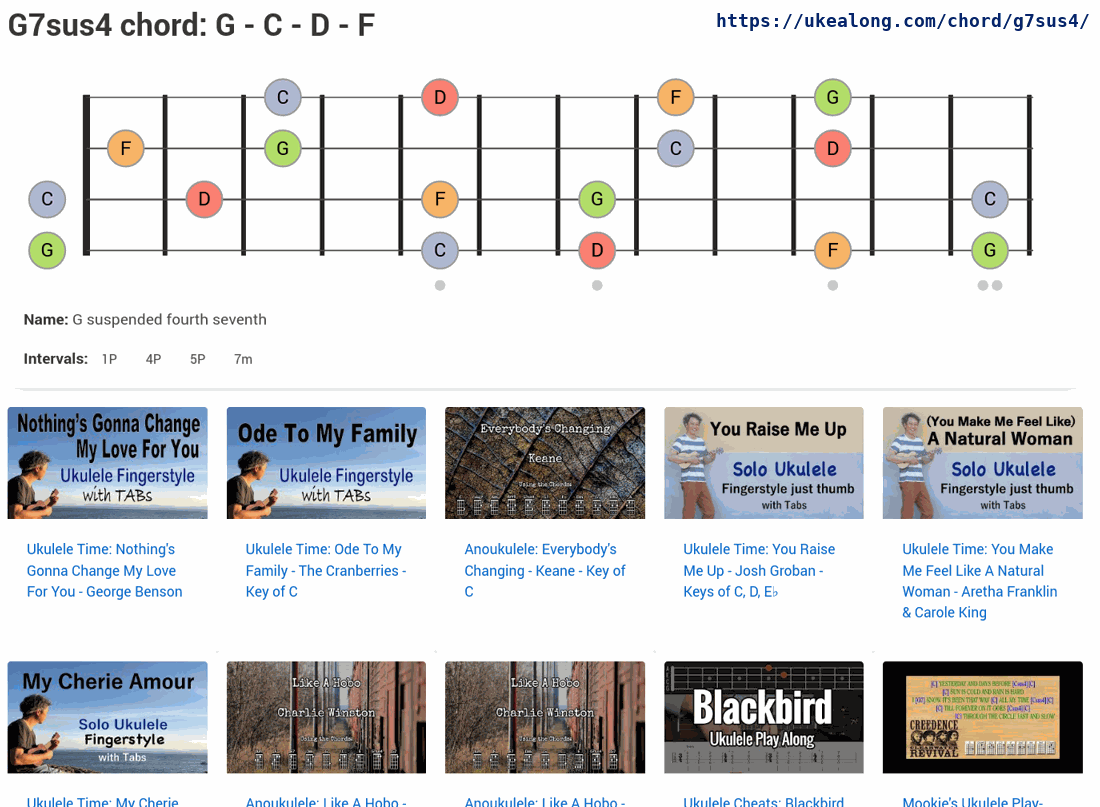 G7sus4 chord: G - C - D - F
https://ukealong.com/chord/g7sus4/
C D F G
F G C D
C D F G C
G C D F G
Name: G suspended fourth seventh
Intervals: 1P 4P 5P 7m
Nothing's Gonna Change
My Love For You
Ukulele Fingerstyle
with TABs
Ode To My Family
Ukulele Fingerstyle
with TABs
Everybody's Changing
Keane
Using the Chords:
You Raise Me Up
Solo Ukulele
Fingerstyle just thumb
with Tabs
(You Make Me Feel Like)
A Natural Woman
Solo Ukulele
Fingerstyle just thumb
with Tabs
Ukulele Time: Nothing's
Gonna Change My Love
For You - George Benson
Ukulele Time: Ode To My
Family - The Cranberries -
Key of C
Anoukulele: Everybody's
Changing - Keane - Key of
C
Ukulele Time: You Raise
Me Up - Josh Groban -
Keys of C, D, E♭
Ukulele Time: You Make
Me Feel Like A Natural
Woman - Aretha Franklin
& Carole King
My Cherie Amour
Solo Ukulele
Fingerstyle
with Tabs
Like A Hobo
Charlie Winston
Using the Chords:
Like A Hobo
Charlie Winston
Using the Chords:
Blackbird
Ukulele Play Along
CREEDENCE
REVIVAL
Ukulele Time: My Cherie
Anoukulele: Like A Hobo -
Anoukulele: Like A Hobo -
Ukulele Cheats: Blackbird
Mookie's Ukulele Play-